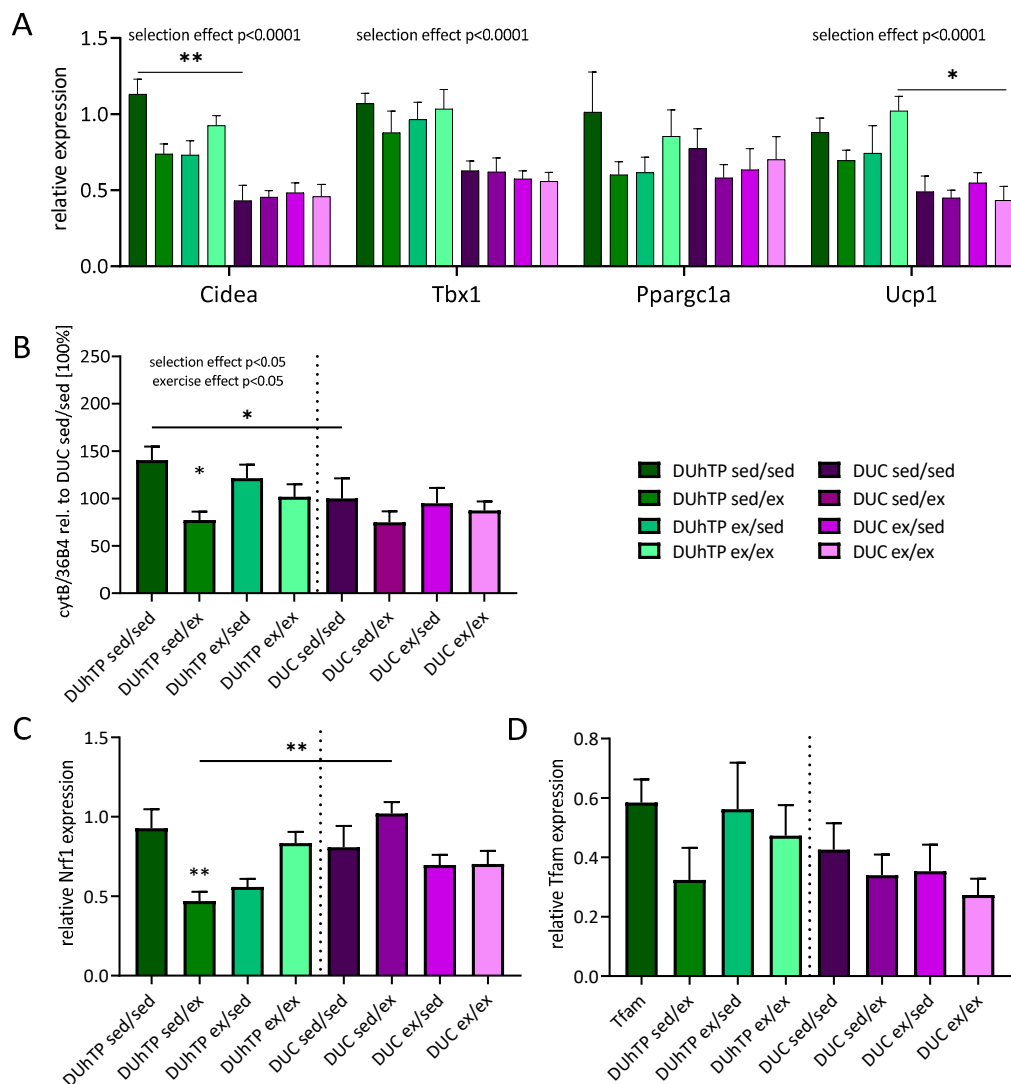 A
selection effect p<0.0001
selection effect p<0.0001
selection effect p<0.0001
**
*
relative expression
1.5
1.0
0.5
0.0
Cidea
Tbx1
Ppargc1a
Ucp1
B
cytB/36B4 rel. to DUC sed/sed [100%]
250
200
150
100
50
0
selection effect p<0.05
exercise effect p<0.05
*
*
DUhTP sed/sed
DUhTP sed/ex
DUhTP ex/sed
DUhTP ex/ex
DUC sed/sed
DUC sed/ex
DUC ex/sed
DUC ex/ex
DUhTP sed/sed
DUhTP sed/ex
DUhTP ex/sed
DUhTP ex/ex
DUC sed/sed
DUC sed/ex
DUC ex/sed
DUC ex/ex
C
relative Nrf1 expression
1.5
1.0
0.5
0.0
**
**
DUhTP sed/sed
DUhTP sed/ex
DUhTP ex/sed
DUhTP ex/ex
DUC sed/sed
DUC sed/ex
DUC ex/sed
DUC ex/ex
D
relative Tfam expression
0.8
0.6
0.4
0.2
0.0
Tfam
DUhTP sed/ex
DUhTP ex/sed
DUhTP ex/ex
DUC sed/sed
DUC sed/ex
DUC ex/sed
DUC ex/ex